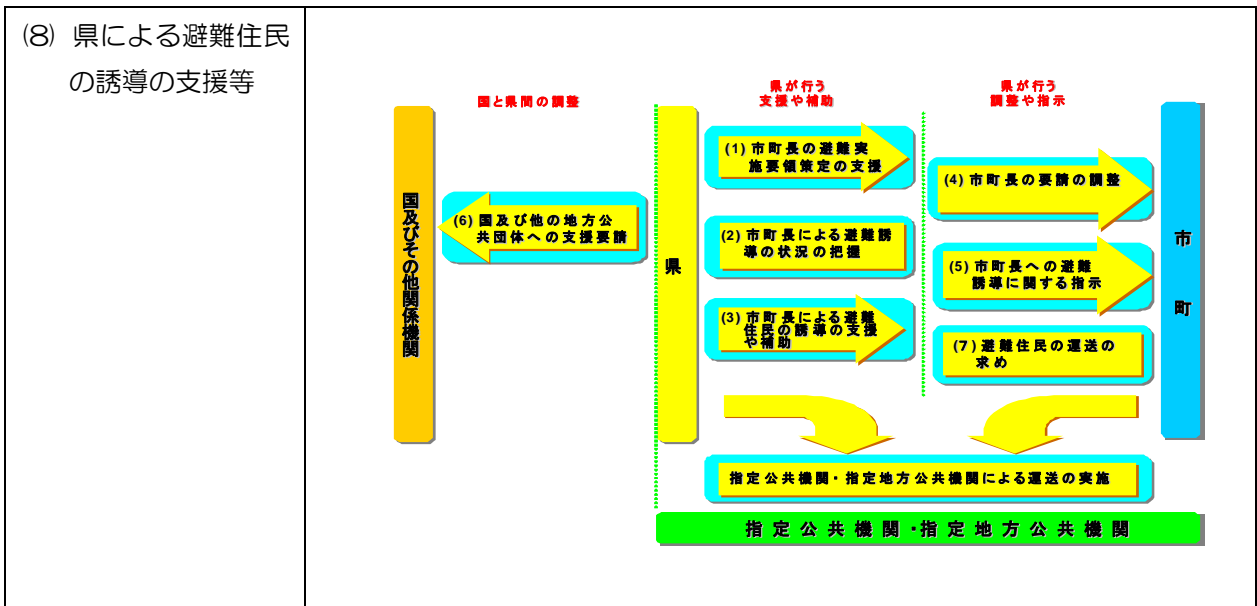 ⑻ 県による避難住民
の誘導の支援等
国と県間の調整
県が行う
支援や補助
県が行う
調整や指示
国及びその他関係機関
(6) 国及び他の地方公
共団体への支援要請
県
(1) 市町長の避難実
施要領策定の支援
(2) 市町長による避難誘
導の状況の把握
(3) 市町長による避難
住民の誘導の支援
や補助
(4) 市町長の要請の調整
(5) 市町長への避難
誘導に関する指示
(7) 避難住民の運送の
求め
市町
指定公共機関・指定地方公共機関による運送の実施
指定公共機関・指定地方公共機関